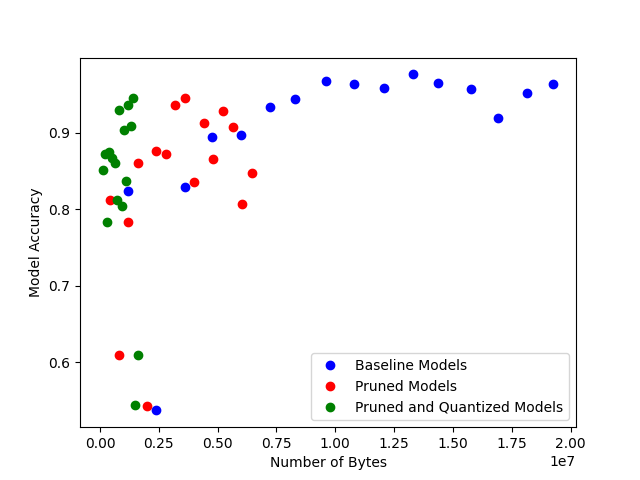 0.9
0.8
0.7
0.6
Model Accuracy
Baseline Models
Pruned Models
Pruned and Quantized Models
0.00 0.25 0.50 0.75 1.00 1.25 1.50 1.75 2.00
Number of Bytes
1e7